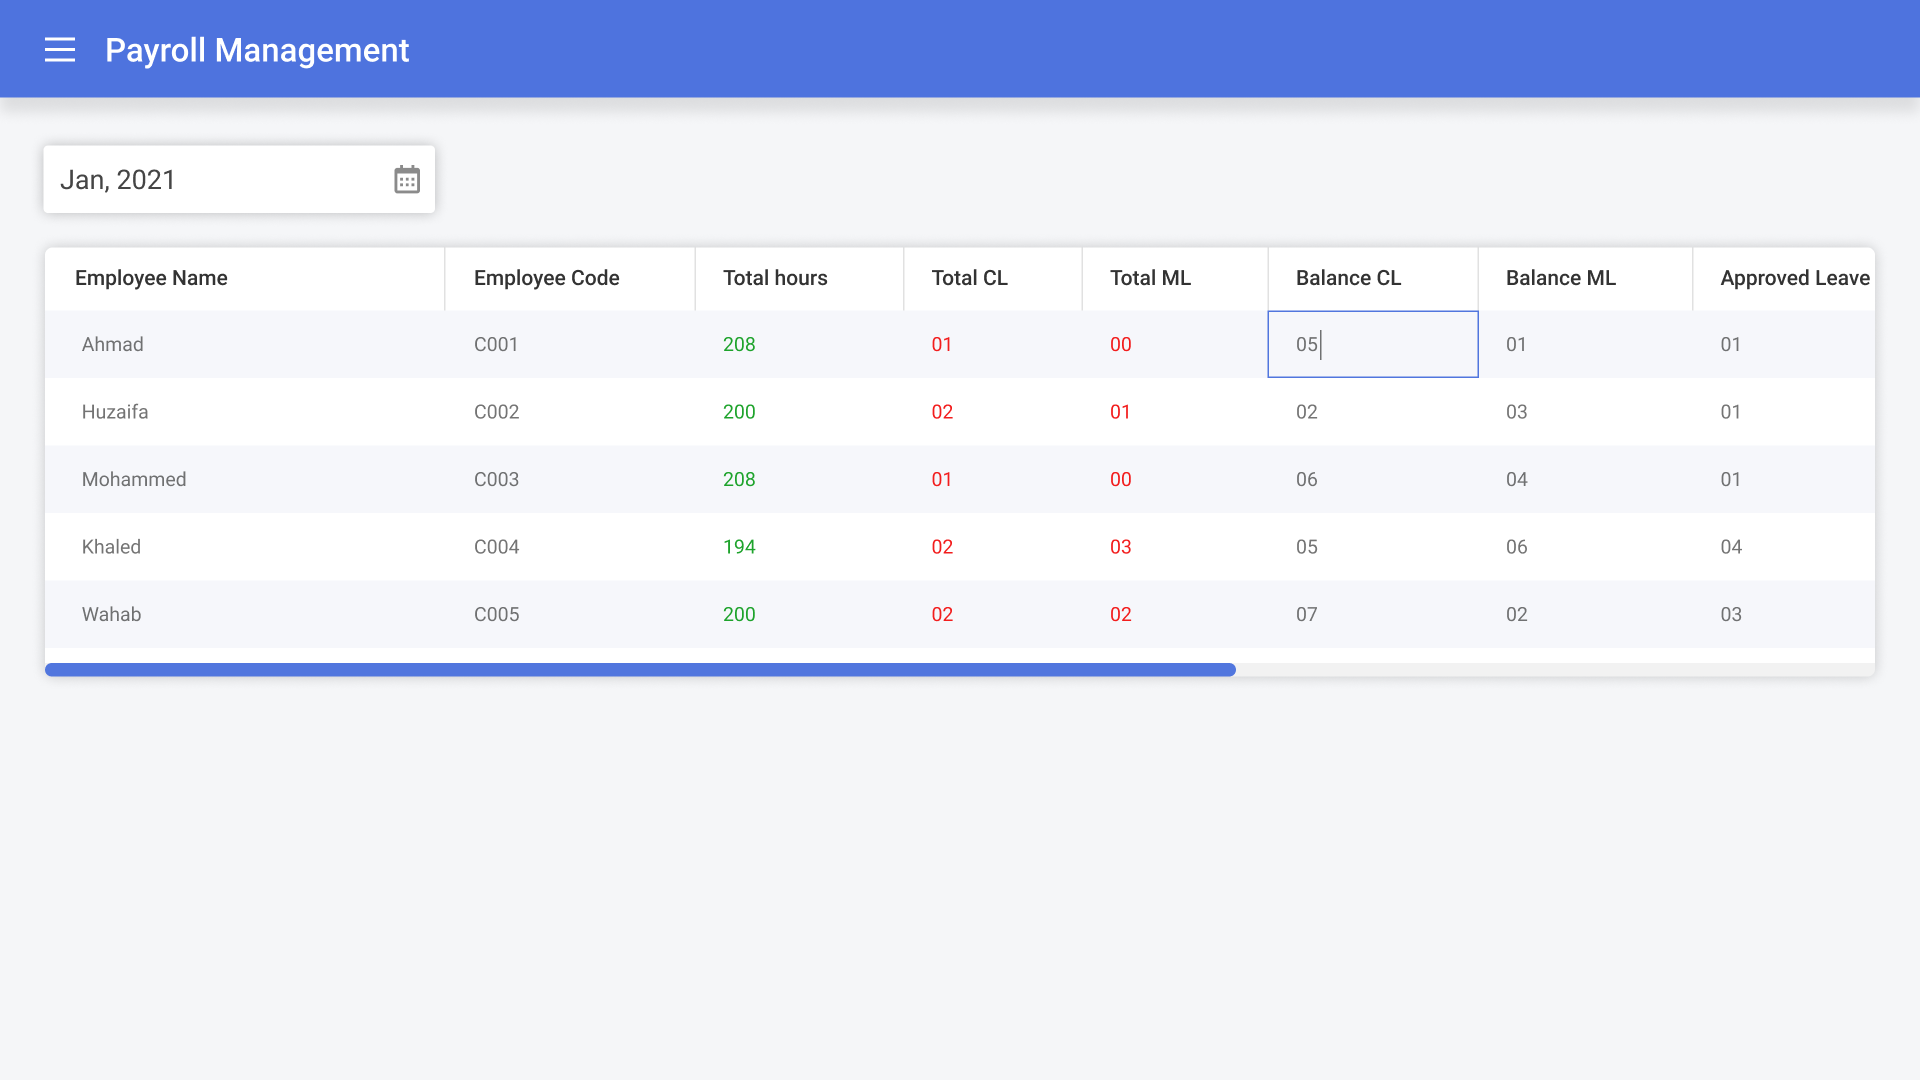 Payroll Management
Jan, 2021
Employee Name Employee Code Total hours Total CL Total ML Balance CL Balance ML Approved Leave
Ahmad C001 208 01 00 05 01 01
Huzaifa C002 200 02 01 02 03 01
Mohammed C003 208 01 00 06 04 01
Khaled C004 194 02 03 05 06 04
Wahab C005 200 02 02 07 02 03